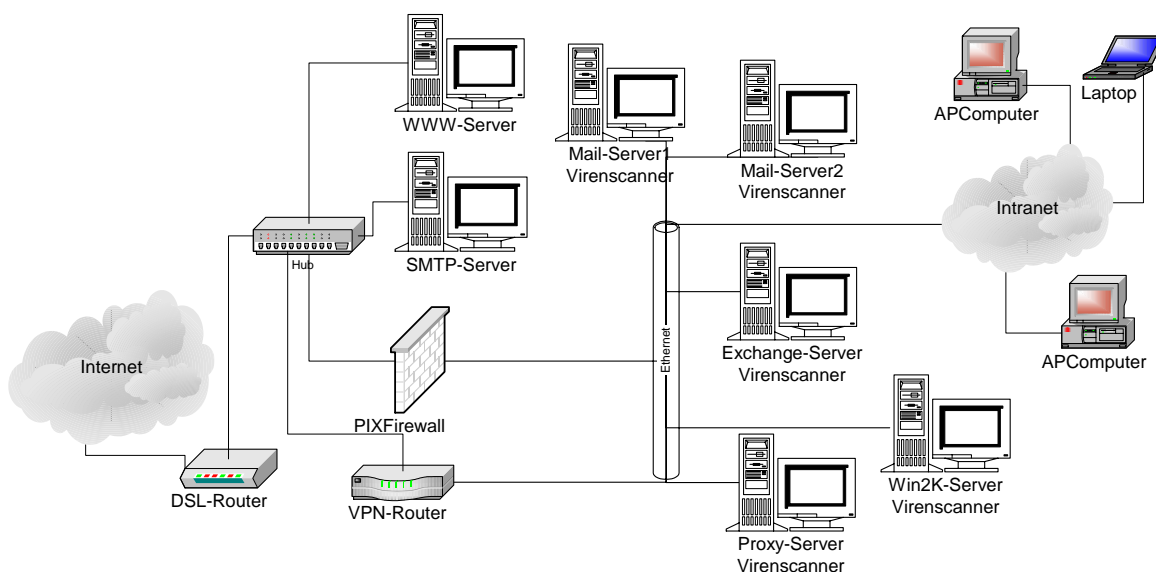 WWW-Server
Mail-Server1
Virenscanner
Mail-Server2
Virenscanner
APComputer
Laptop
Intranet
SMTP-Server
Hub
Internet
PIXFirewall
Ethernet
Exchange-Server
Virenscanner
APComputer
DSL-Router
VPN-Router
Win2K-Server
Virenscanner
Proxy-Server
Virenscanner